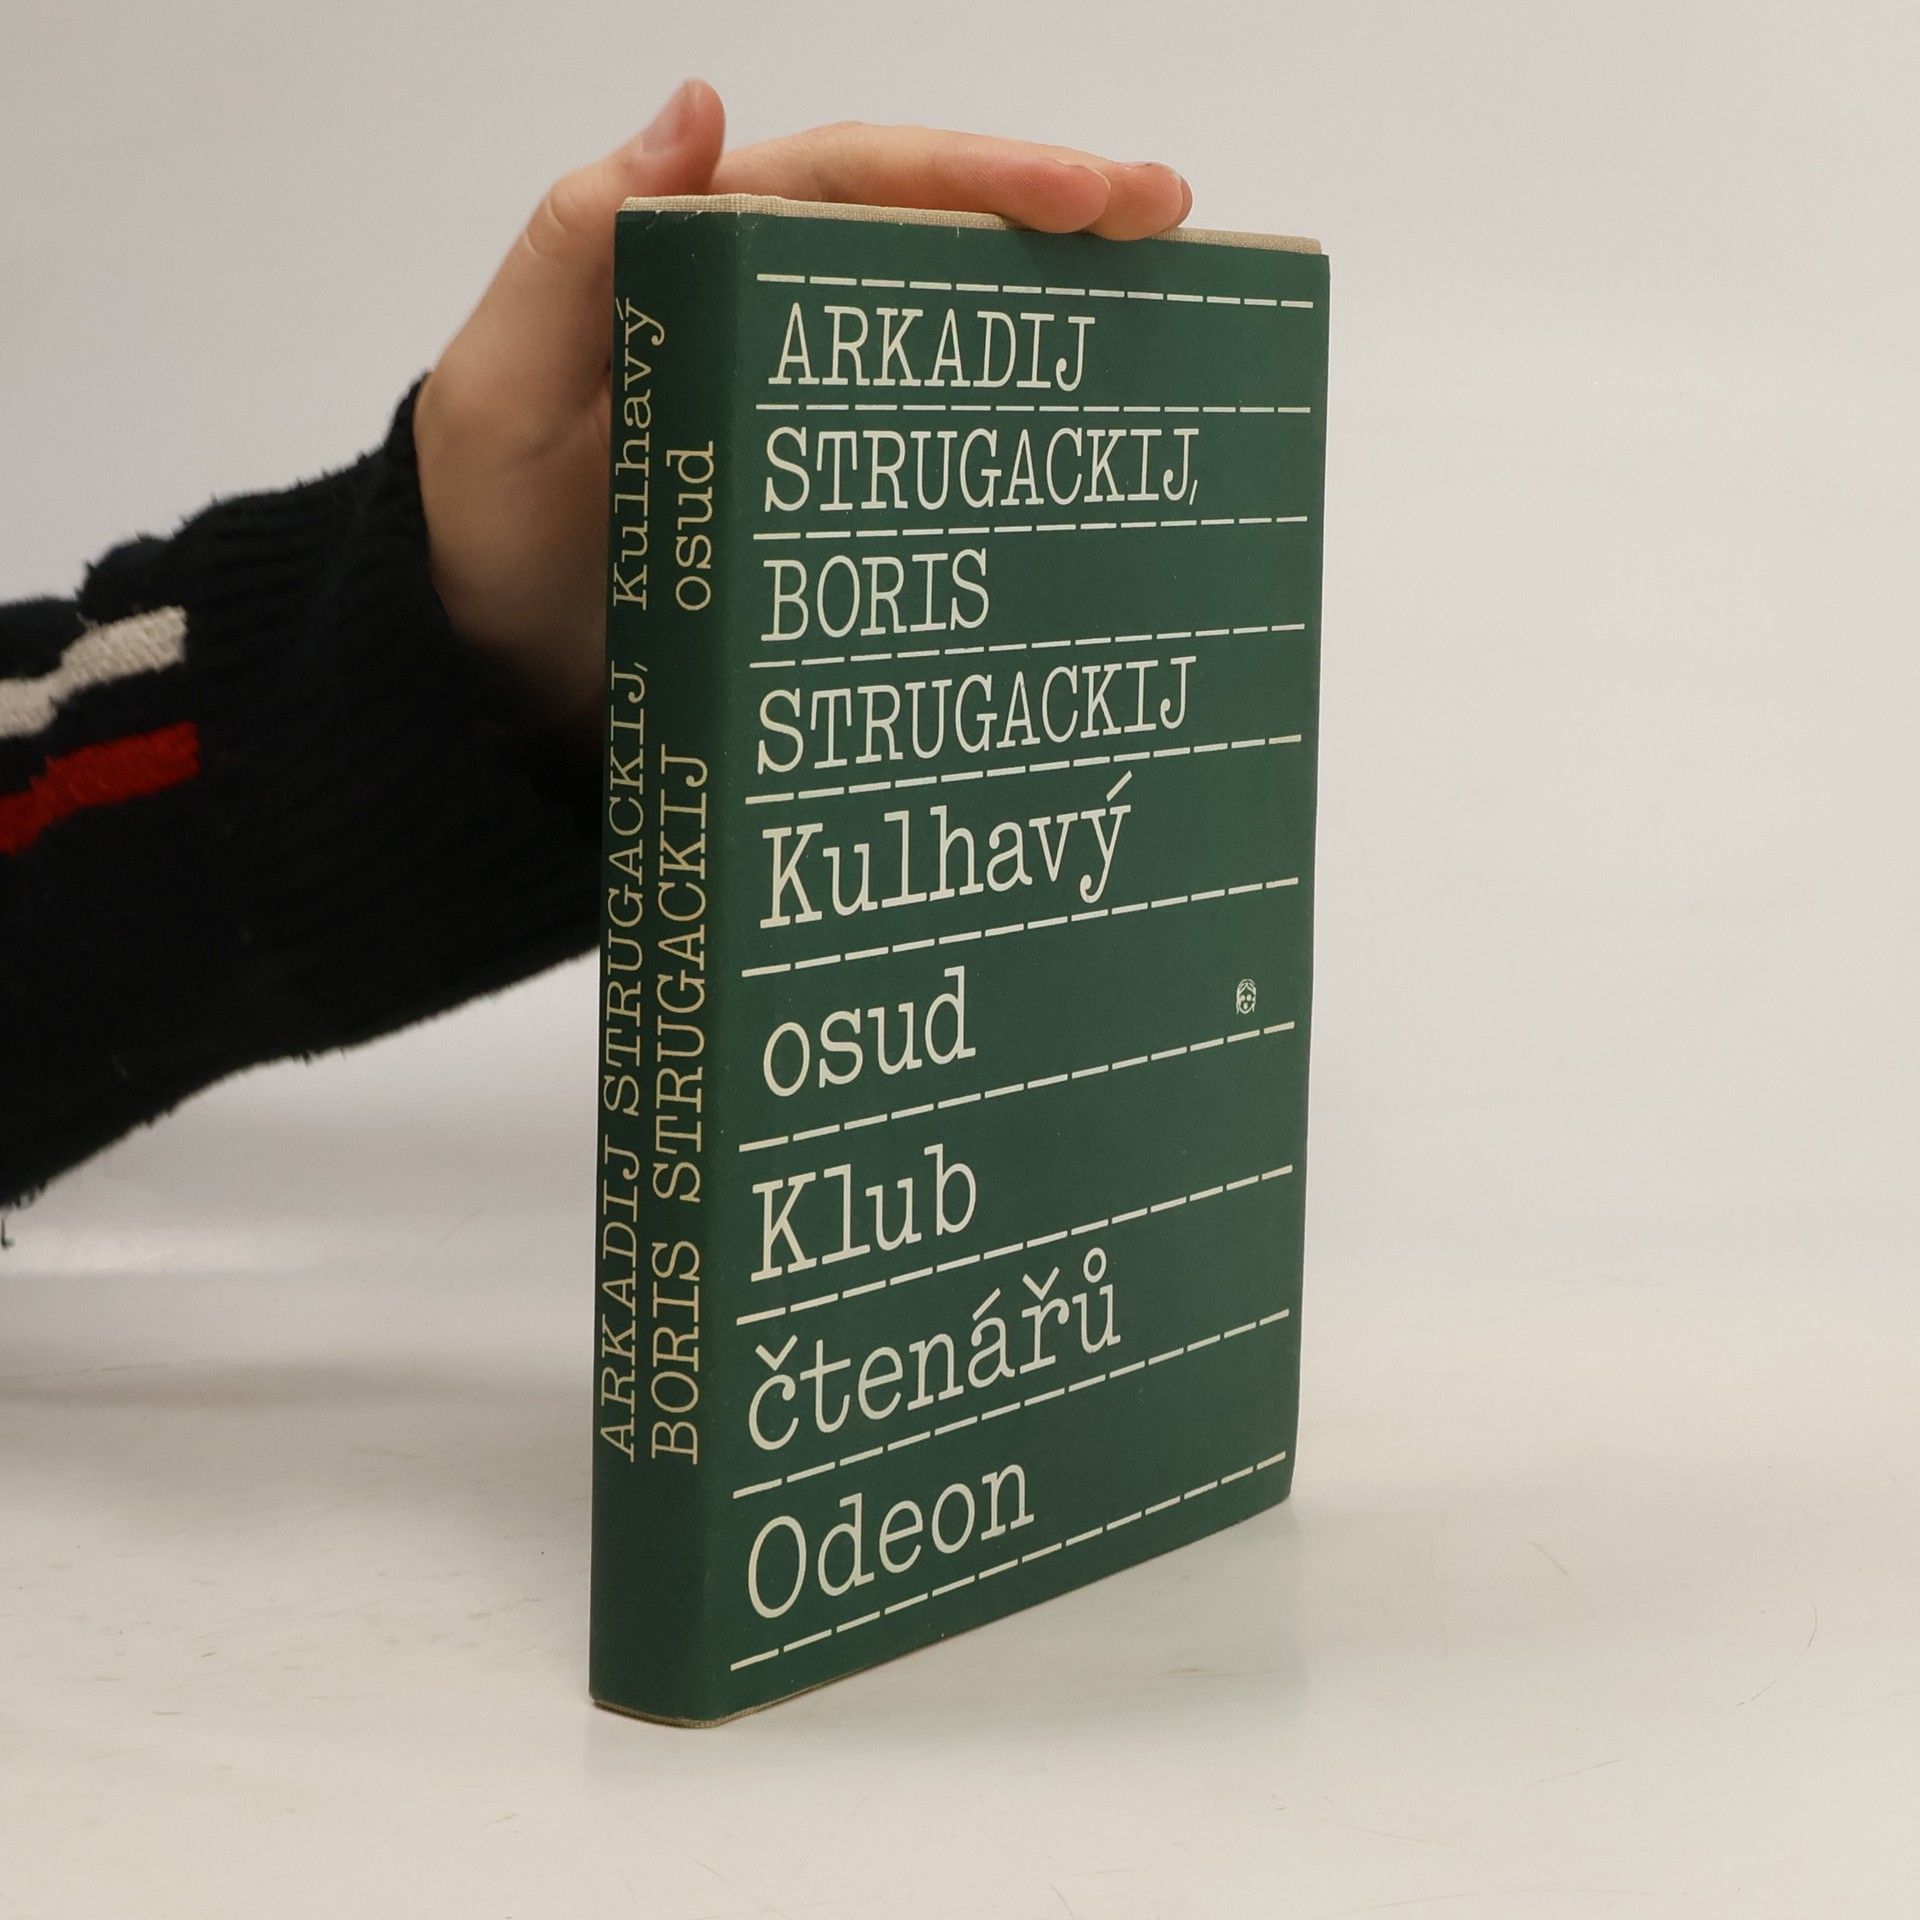 ARKADIJ STRUGACKIJ, Kulhavý
BORIS STRUGACKIJ osud
ARKADIJ
STRUGACKIJ,
BORIS
STRUGACKIJ
Kulhavý
osud
Klub
čtenářů
Odeon